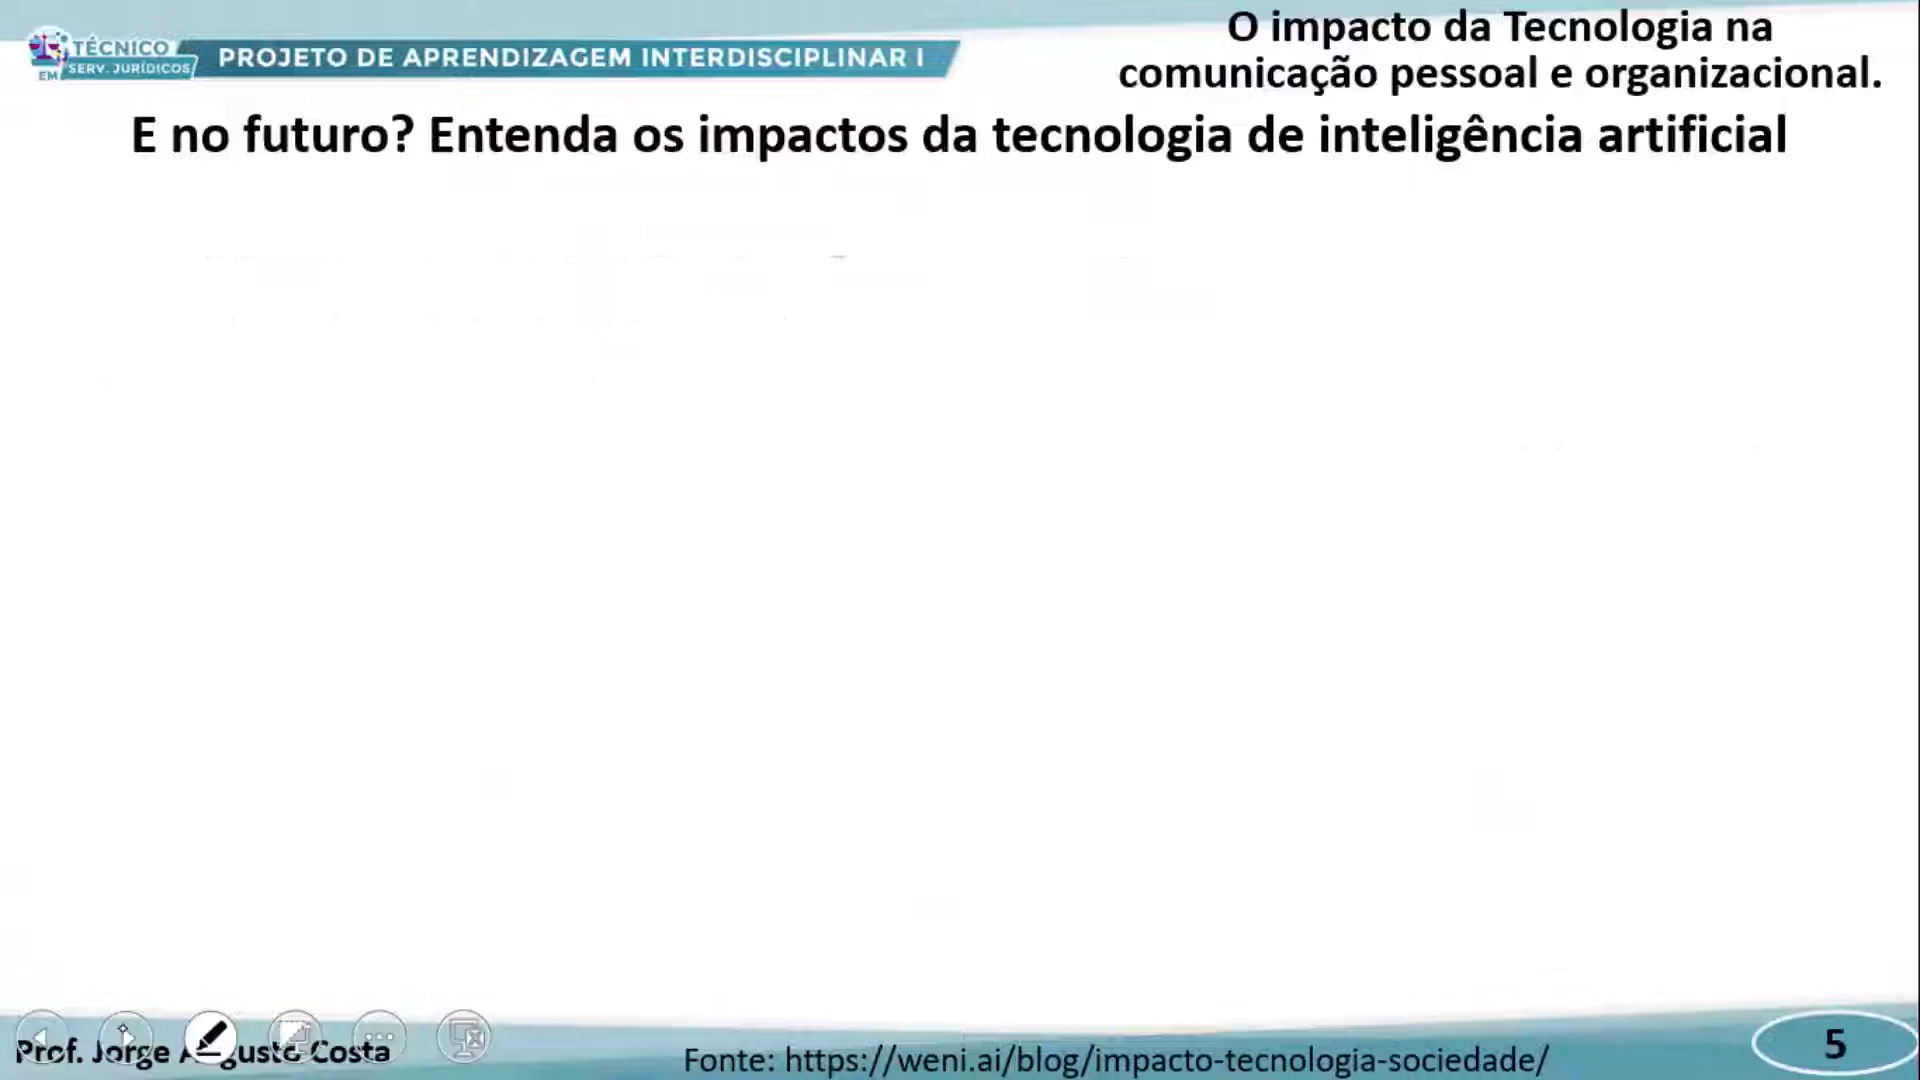 TÉCNICO
EM SERV. JURÍDICOS
PROJETO DE APRENDIZAGEM INTERDISCIPLINAR I
O impacto da Tecnologia na
comunicação pessoal e organizacional.
E no futuro? Entenda os impactos da tecnologia de inteligência artificial
Prof. Jorge Augusto Costa
Fonte: https://weni.ai/blog/impacto-tecnologia-sociedade/
5